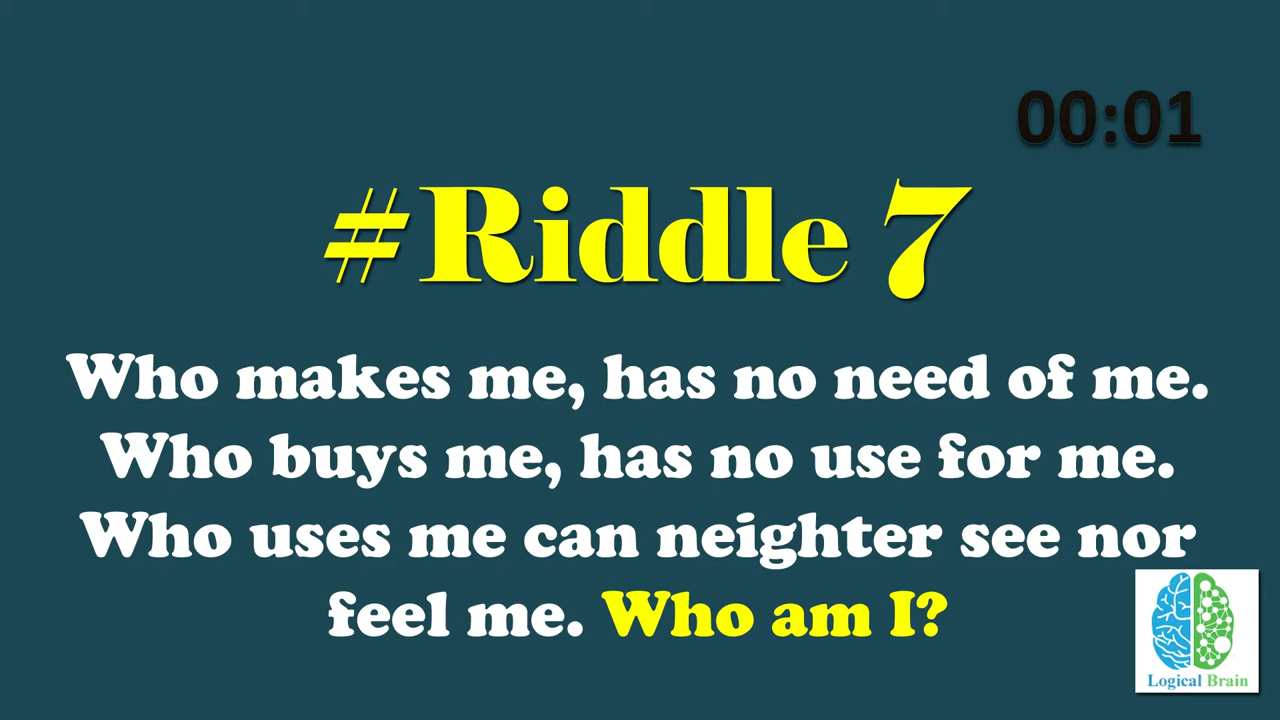 00:01
#Riddle 7
Who makes me, has no need of me.
Who buys me, has no use for me.
Who uses me can neighter see nor
feel me. Who am I?
Logical Brain